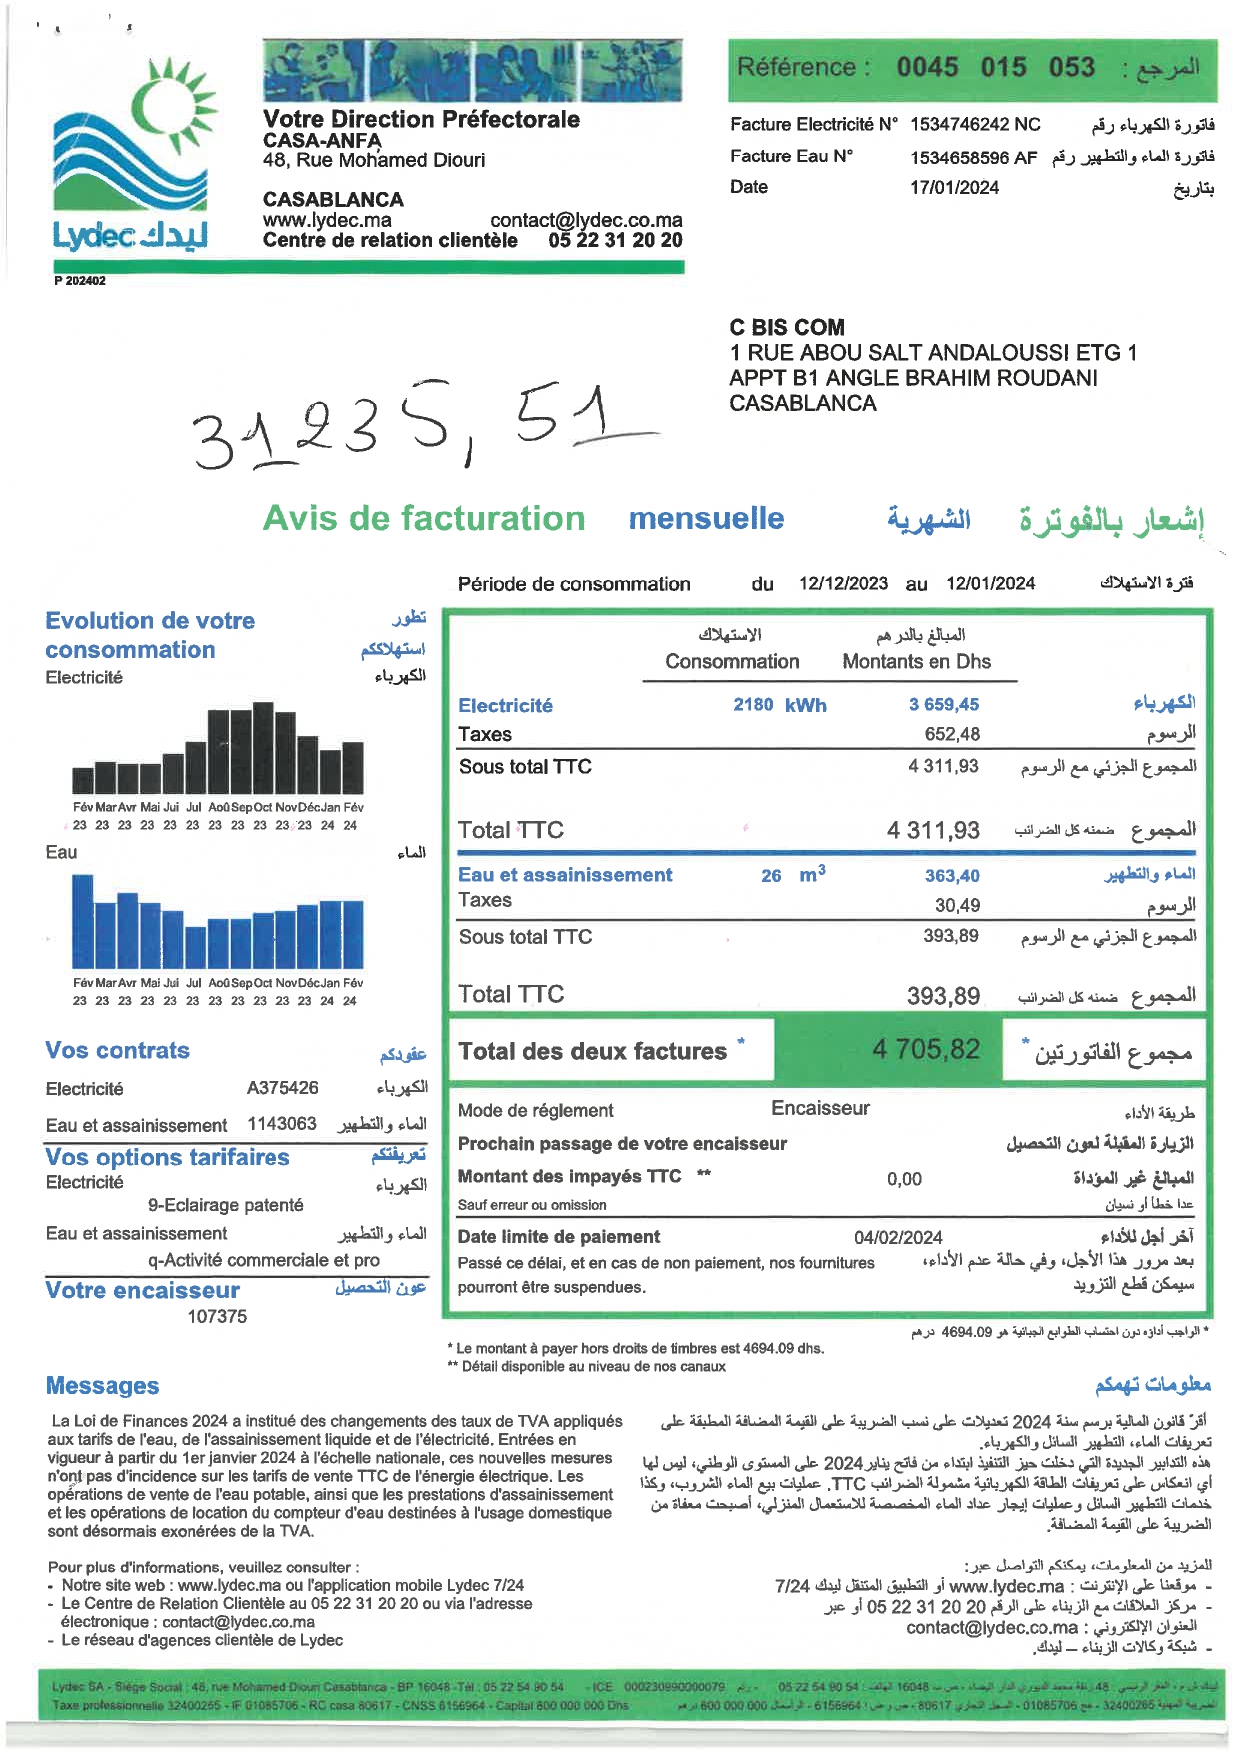 Référence : 0045 015 053 : المرجع
Votre Direction Préfectorale
CASA-ANFA
48, Rue Mohamed Diouri
CASABLANCA
www.lydec.ma contact@lydec.co.ma
Centre de relation clientèle 05 22 31 20 20
Lydec ليدك
P 202402
Facture Electricité N° 1534746242 NC فاتورة الكهرباء رقم
Facture Eau N° 1534658596 AF فاتورة الماء والتطهير رقم
Date 17/01/2024 بتاريخ
C BIS COM
1 RUE ABOU SALT ANDALOUSSI ETG 1
APPT B1 ANGLE BRAHIM ROUDANI
CASABLANCA
31235,51
Avis de facturation mensuelle الشهرية إشعار بالفوترة
Période de consommation du 12/12/2023 au 12/01/2024 فترة الاستهلاك
Evolution de votre تطور
consommation استهلاككم
Electricité الكهرباء
Fév Mar Avr Mai Jui Jul Aoû Sep Oct Nov Déc Jan Fév
23 23 23 23 23 23 23 23 23 23 23 24 24
Eau الماء
Fév Mar Avr Mai Jui Jul Aoû Sep Oct Nov Déc Jan Fév
23 23 23 23 23 23 23 23 23 23 23 24 24
Vos contrats عقودكم
Electricité A375426 الكهرباء
Eau et assainissement 1143063 الماء والتطهير
Vos options tarifaires تعريفتكم
Electricité الكهرباء
9-Eclairage patenté
Eau et assainissement الماء والتطهير
q-Activité commerciale et pro
Votre encaisseur عون التحصيل
107375
الاستهلاك المبالغ بالدرهم
Consommation Montants en Dhs
Electricité 2180 kWh 3 659,45 الكهرباء
Taxes 652,48 الرسوم
Sous total TTC 4 311,93 المجموع الجزئي مع الرسوم
Total TTC 4 311,93 المجموع ضمنه كل الضرائب
Eau et assainissement 26 m³ 363,40 الماء والتطهير
Taxes 30,49 الرسوم
Sous total TTC 393,89 المجموع الجزئي مع الرسوم
Total TTC 393,89 المجموع ضمنه كل الضرائب
Total des deux factures * 4 705,82 * مجموع الفاتورتين
Mode de réglement Encaisseur طريقة الأداء
Prochain passage de votre encaisseur الزيارة المقبلة لعون التحصيل
Montant des impayés TTC ** 0,00 المبالغ غير المؤداة
Sauf erreur ou omission عدا خطأ أو نسيان
Date limite de paiement 04/02/2024 آخر أجل للأداء
Passé ce délai, et en cas de non paiement, nos fournitures بعد مرور هذا الأجل، وفي حالة عدم الأداء،
pourront être suspendues. سيمكن قطع التزويد
* الواجب أداؤه دون احتساب الطوابع الجبائية هو 4694.09 درهم
* Le montant à payer hors droits de timbres est 4694.09 dhs.
** Détail disponible au niveau de nos canaux
Messages معلومات تهمكم
La Loi de Finances 2024 a institué des changements des taux de TVA appliqués
aux tarifs de l'eau, de l'assainissement liquide et de l'électricité. Entrées en
vigueur à partir du 1er janvier 2024 à l'échelle nationale, ces nouvelles mesures
n'ont pas d'incidence sur les tarifs de vente TTC de l'énergie électrique. Les
opérations de vente de l'eau potable, ainsi que les prestations d'assainissement
et les opérations de location du compteur d'eau destinées à l'usage domestique
sont désormais exonérées de la TVA.
أقرّ قانون المالية برسم سنة 2024 تعديلات على نسب الضريبة على القيمة المضافة المطبقة على
تعريفات الماء، التطهير السائل والكهرباء.
هذه التدابير الجديدة التي دخلت حيز التنفيذ ابتداء من فاتح يناير 2024 على المستوى الوطني، ليس لها
أي انعكاس على تعريفات الطاقة الكهربائية مشمولة الضرائب TTC. عمليات بيع الماء الشروب، وكذا
خدمات التطهير السائل وعمليات إيجار عداد الماء المخصصة للاستعمال المنزلي، أصبحت معفاة من
الضريبة على القيمة المضافة.
Pour plus d'informations, veuillez consulter :
- Notre site web : www.lydec.ma ou l'application mobile Lydec 7/24
- Le Centre de Relation Clientèle au 05 22 31 20 20 ou via l'adresse
électronique : contact@lydec.co.ma
- Le réseau d'agences clientèle de Lydec
المزيد من المعلومات، يمكنكم التواصل عبر:
- موقعنا على الإنترنت : www.lydec.ma أو التطبيق المتنقل ليدك 7/24
- مركز العلاقات مع الزبناء على الرقم 05 22 31 20 20 أو عبر
العنوان الإلكتروني : contact@lydec.co.ma
- شبكة وكالات الزبناء – ليدك.
Lydec SA - Siège Social : 48, rue Mohamed Diouri Casablanca - BP 16048 -Tél : 05 22 54 90 54 - ICE 000230990000079
Taxe professionnelle 32400265 - IF 01085706 - RC casa 80617 - CNSS 6156964 - Capital 800 000 000 Dhs